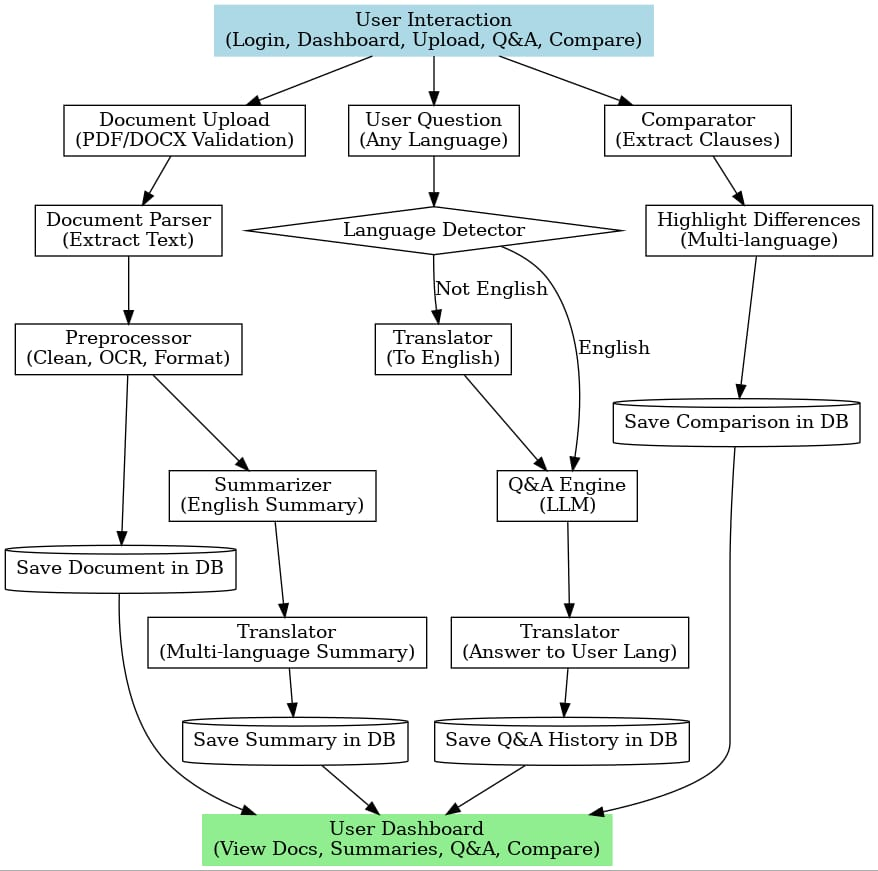 User Interaction
(Login, Dashboard, Upload, Q&A, Compare)
Document Upload
(PDF/DOCX Validation)
User Question
(Any Language)
Comparator
(Extract Clauses)
Document Parser
(Extract Text)
Language Detector
Highlight Differences
(Multi-language)
Not English
English
Preprocessor
(Clean, OCR, Format)
Translator
(To English)
Save Comparison in DB
Summarizer
(English Summary)
Q&A Engine
(LLM)
Save Document in DB
Translator
(Multi-language Summary)
Translator
(Answer to User Lang)
Save Summary in DB
Save Q&A History in DB
User Dashboard
(View Docs, Summaries, Q&A, Compare)